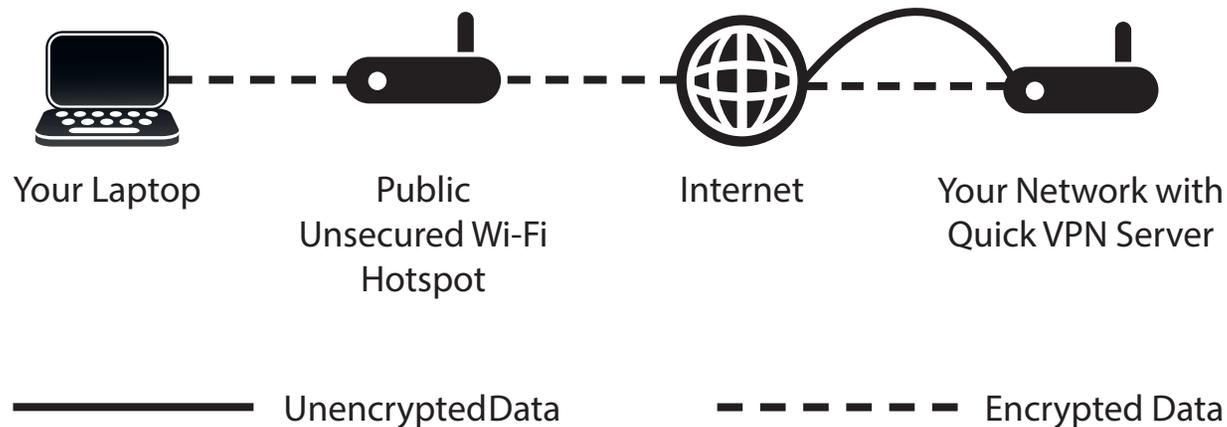 Your Laptop
Public
Unsecured Wi-Fi
Hotspot
Internet
Your Network with
Quick VPN Server
UnencryptedData
Encrypted Data